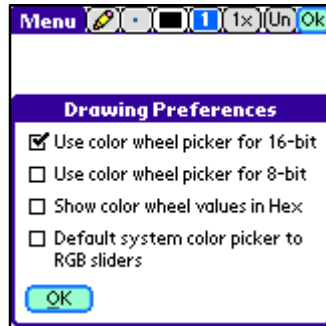 Menu 1 1x Un Ok
Drawing Preferences
Use color wheel picker for 16-bit
Use color wheel picker for 8-bit
Show color wheel values in Hex
Default system color picker to
RGB sliders
OK